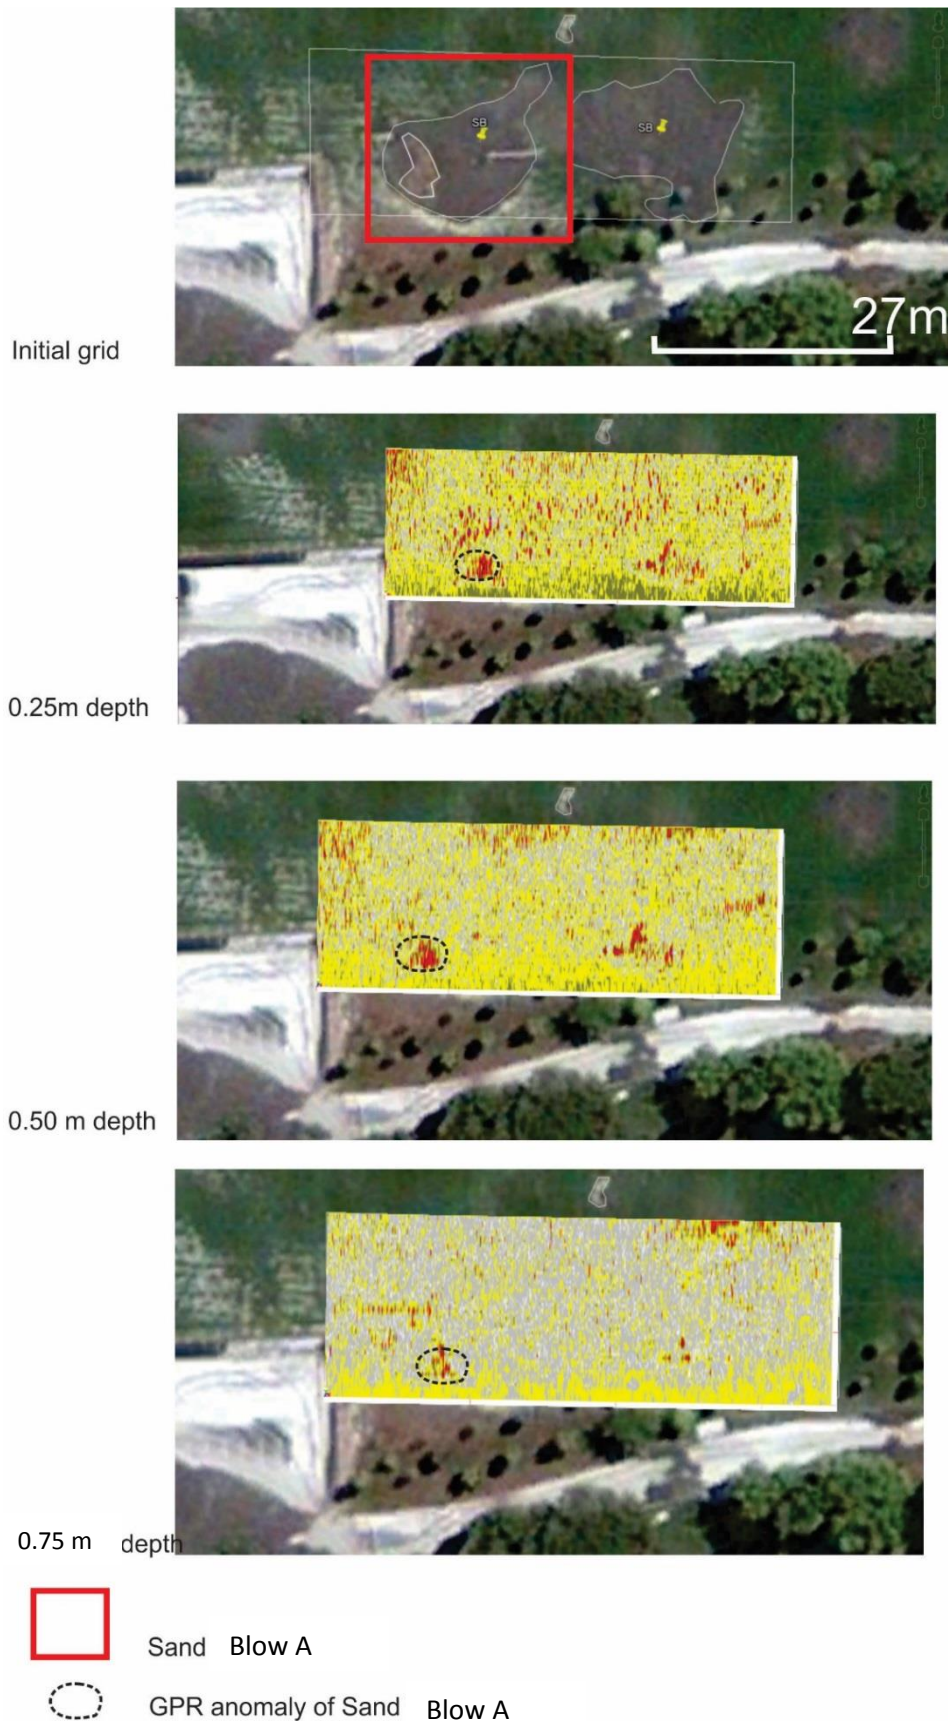 SB
SB
27m
Initial grid
0.25m depth
0.50 m depth
0.75 m depth
Sand Blow A
GPR anomaly of Sand Blow A